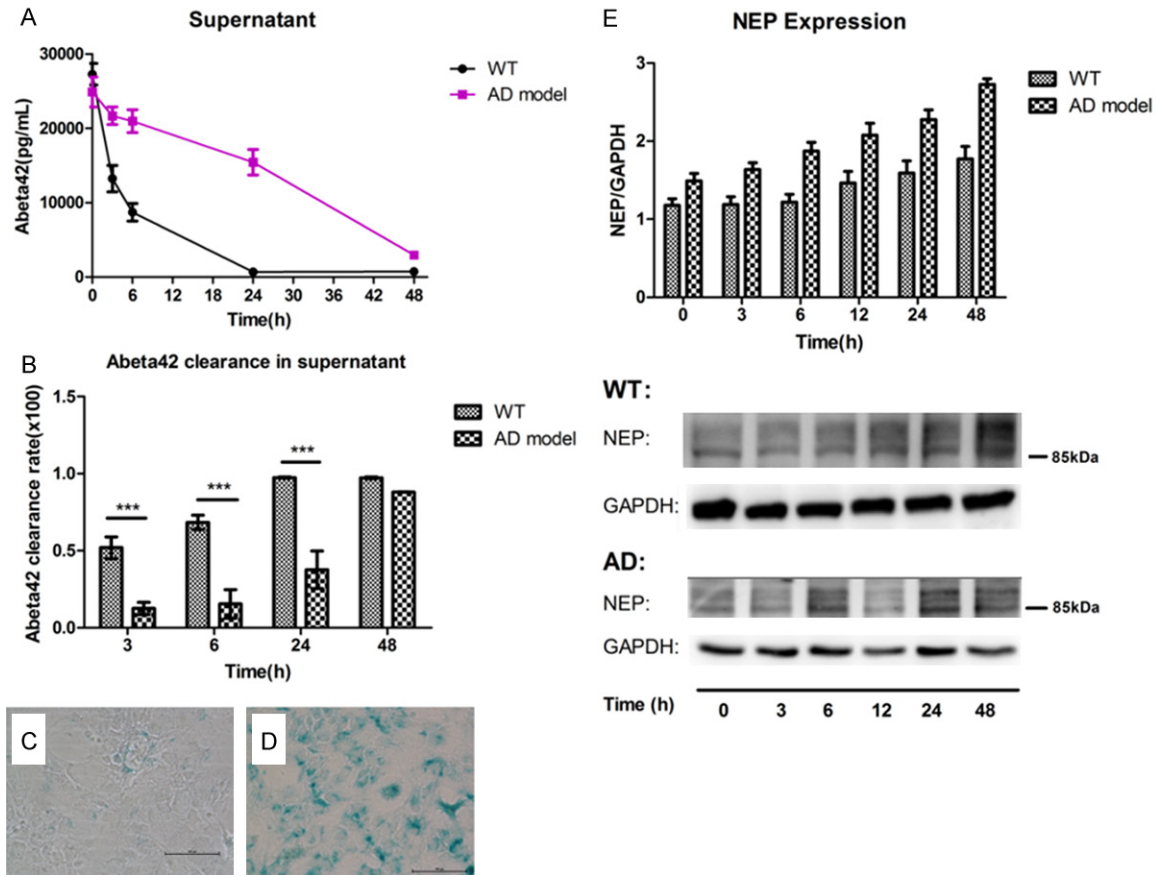 A
Supernatant
Abeta42(pg/mL)
30000
20000
10000
0
0 6 12 18 24 30 36 42 48
Time(h)
WT
AD model
B
Abeta42 clearance in supernatant
Abeta42 clearance rate(x100)
1.5
1.0
0.5
0.0
***
***
***
3 6 24 48
Time(h)
WT
AD model
C
D
E
NEP Expression
NEP/GAPDH
3
2
1
0
0 3 6 12 24 48
Time(h)
WT
AD model
WT:
NEP:
85kDa
GAPDH:
AD:
NEP:
85kDa
GAPDH:
Time (h) 0 3 6 12 24 48